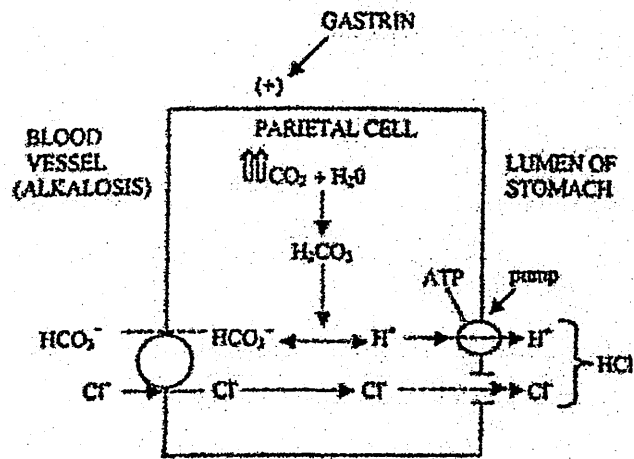 GASTRIN
(+)
BLOOD
VESSEL
(ALKALOSIS)
PARIETAL CELL
CO₂ + H₂0
LUMEN OF
STOMACH
H₂CO₃
ATP
pump
HCO₃⁻ HCO₃⁻ H⁺ H⁺
HCl
Cl⁻ Cl⁻ Cl⁻ Cl⁻